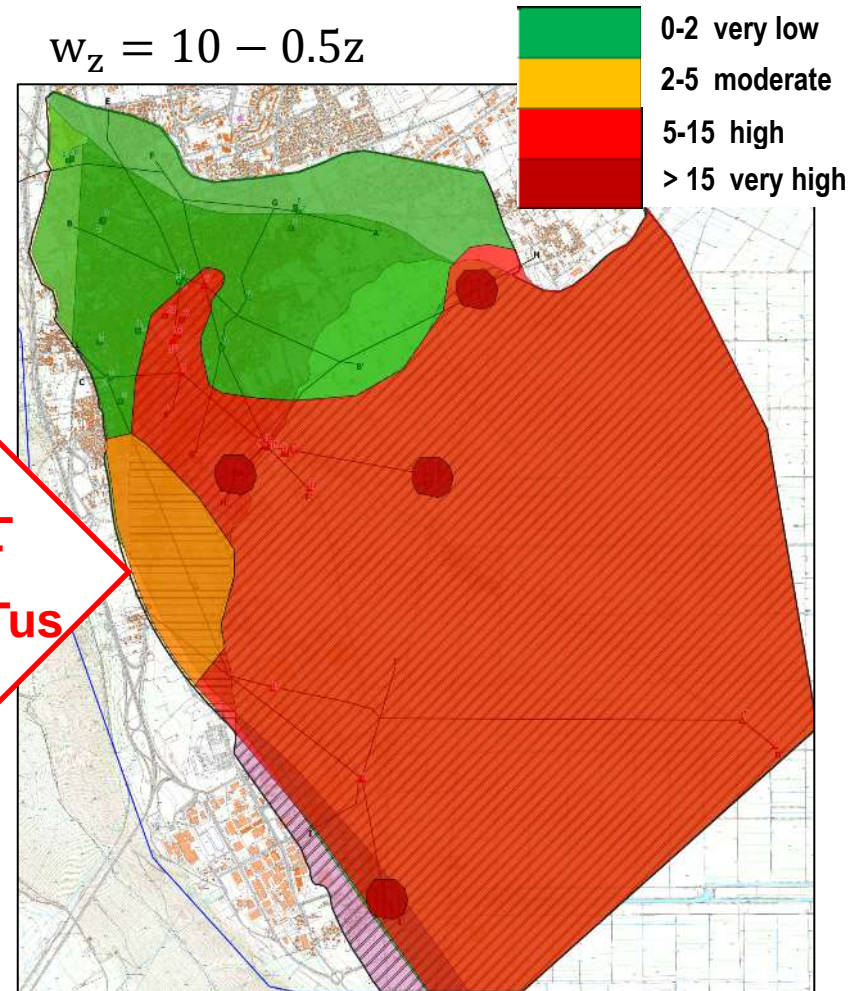 w_z = 10 − 0.5z
0-2 very low
2-5 moderate
5-15 high
> 15 very high
E
F
G
A
B
H
B'
C
Tus